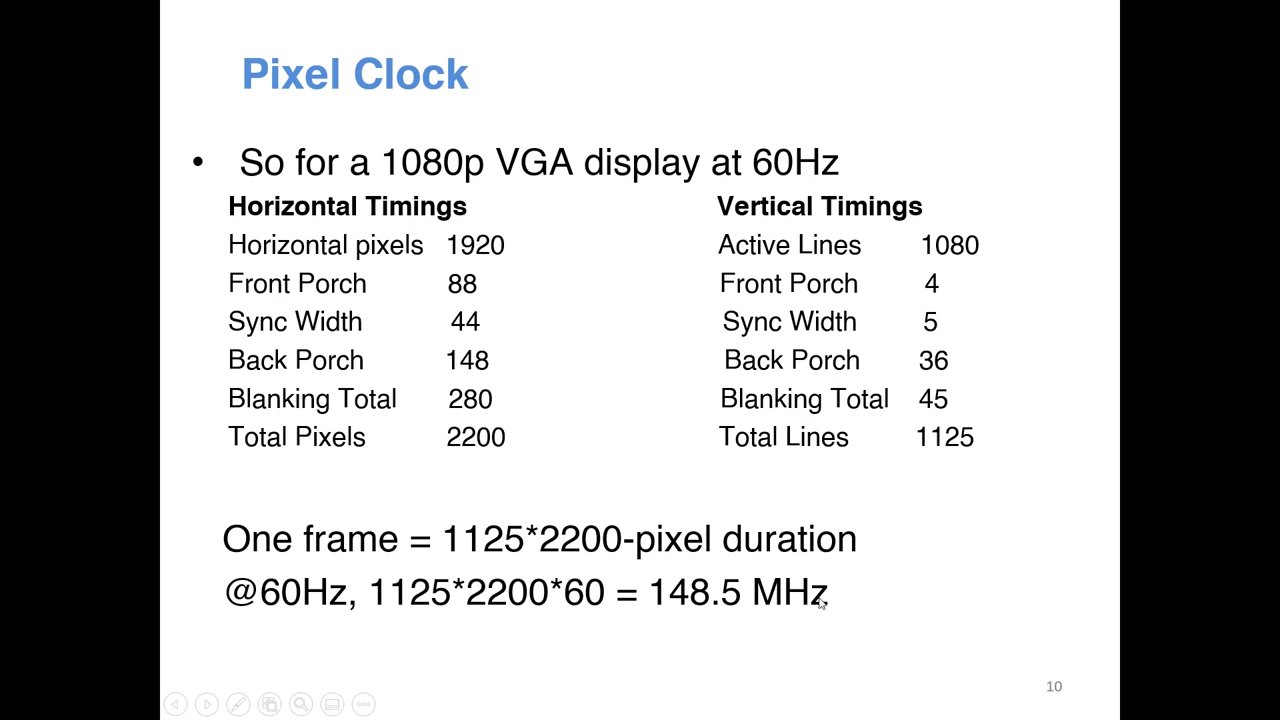 Pixel Clock
• So for a 1080p VGA display at 60Hz
Horizontal Timings Vertical Timings
Horizontal pixels 1920 Active Lines 1080
Front Porch 88 Front Porch 4
Sync Width 44 Sync Width 5
Back Porch 148 Back Porch 36
Blanking Total 280 Blanking Total 45
Total Pixels 2200 Total Lines 1125
One frame = 1125*2200-pixel duration
@60Hz, 1125*2200*60 = 148.5 MHz
10